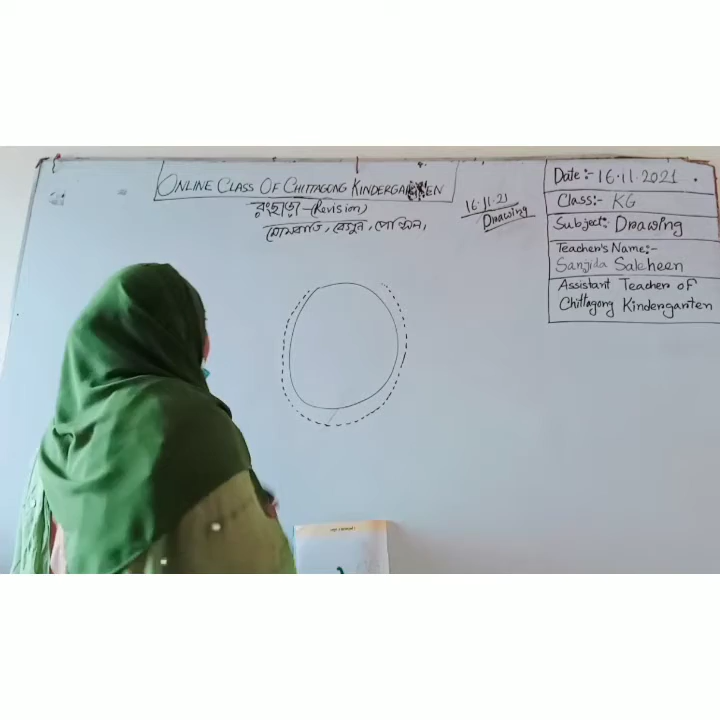 ONLINE CLASS OF CHITTAGONG KINDERGARTEN
রংছাড়া - (Revision)
মোমবাতি, বেলুন, পেন্সিল,
16.11.21
Drawing
Date:- 16.11.2021
Class:- KG
Subject: Drawing
Teacher's Name:-
Sanjida Saleheen
Assistant Teacher of
Chittagong Kindergarten